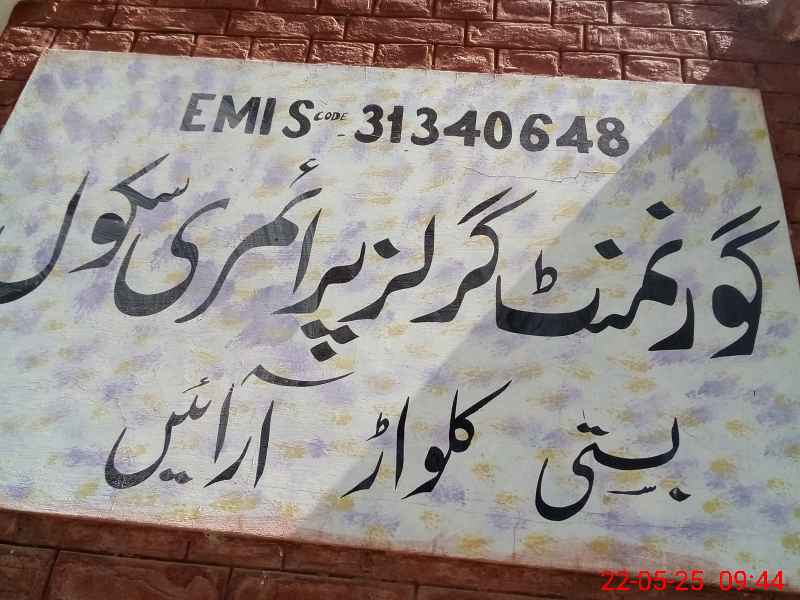 EMIS CODE - 31340648
گورنمنٹ گرلز پرائمری سکول
بستی کلواڑ آرائیں
22-05-25 09:44